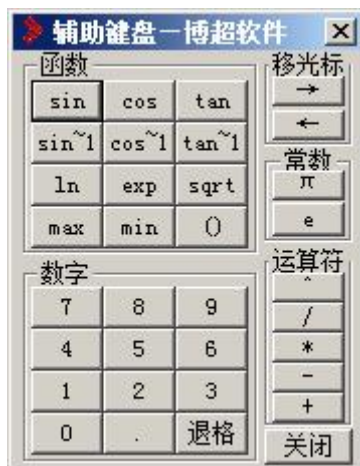 辅助键盘－博超软件
函数
sin cos tan
sin~1 cos~1 tan~1
ln exp sqrt
max min ()
移光标
→
←
常数
π
e
数字
7 8 9
4 5 6
1 2 3
0 . 退格
运算符
^
/
*
-
+
关闭